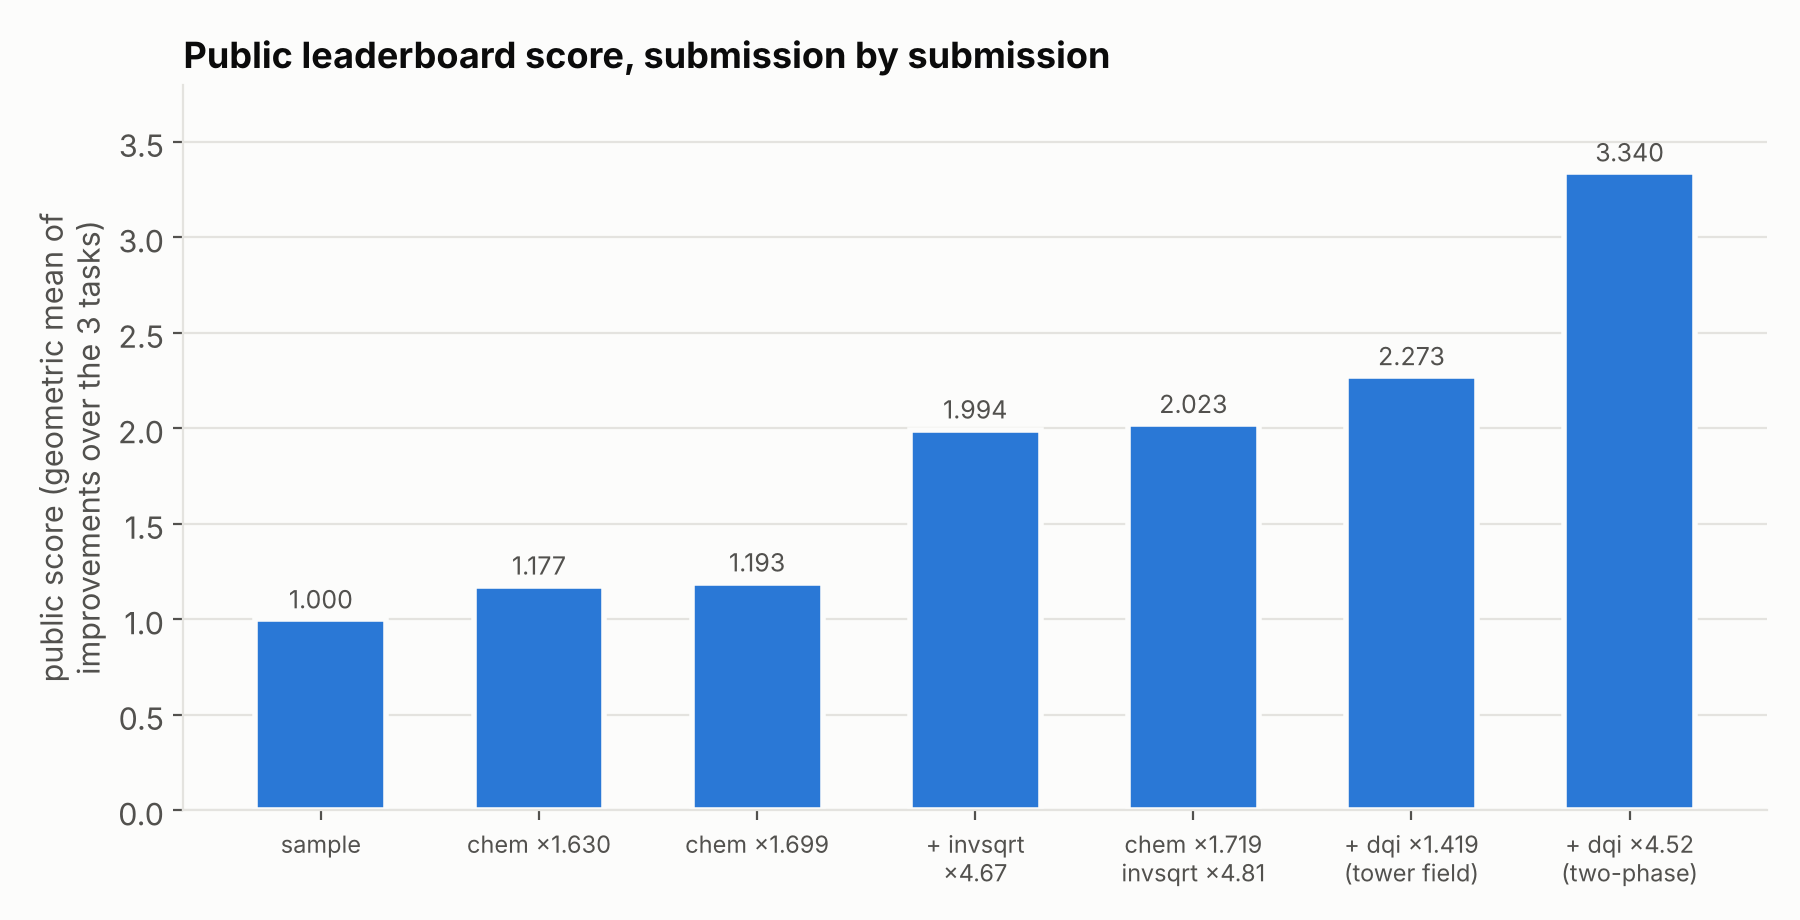 Public leaderboard score, submission by submission
public score (geometric mean of
improvements over the 3 tasks)
3.5
3.0
2.5
2.0
1.5
1.0
0.5
0.0
1.000
1.177
1.193
1.994
2.023
2.273
3.340
sample
chem ×1.630
chem ×1.699
+ invsqrt
×4.67
chem ×1.719
invsqrt ×4.81
+ dqi ×1.419
(tower field)
+ dqi ×4.52
(two-phase)